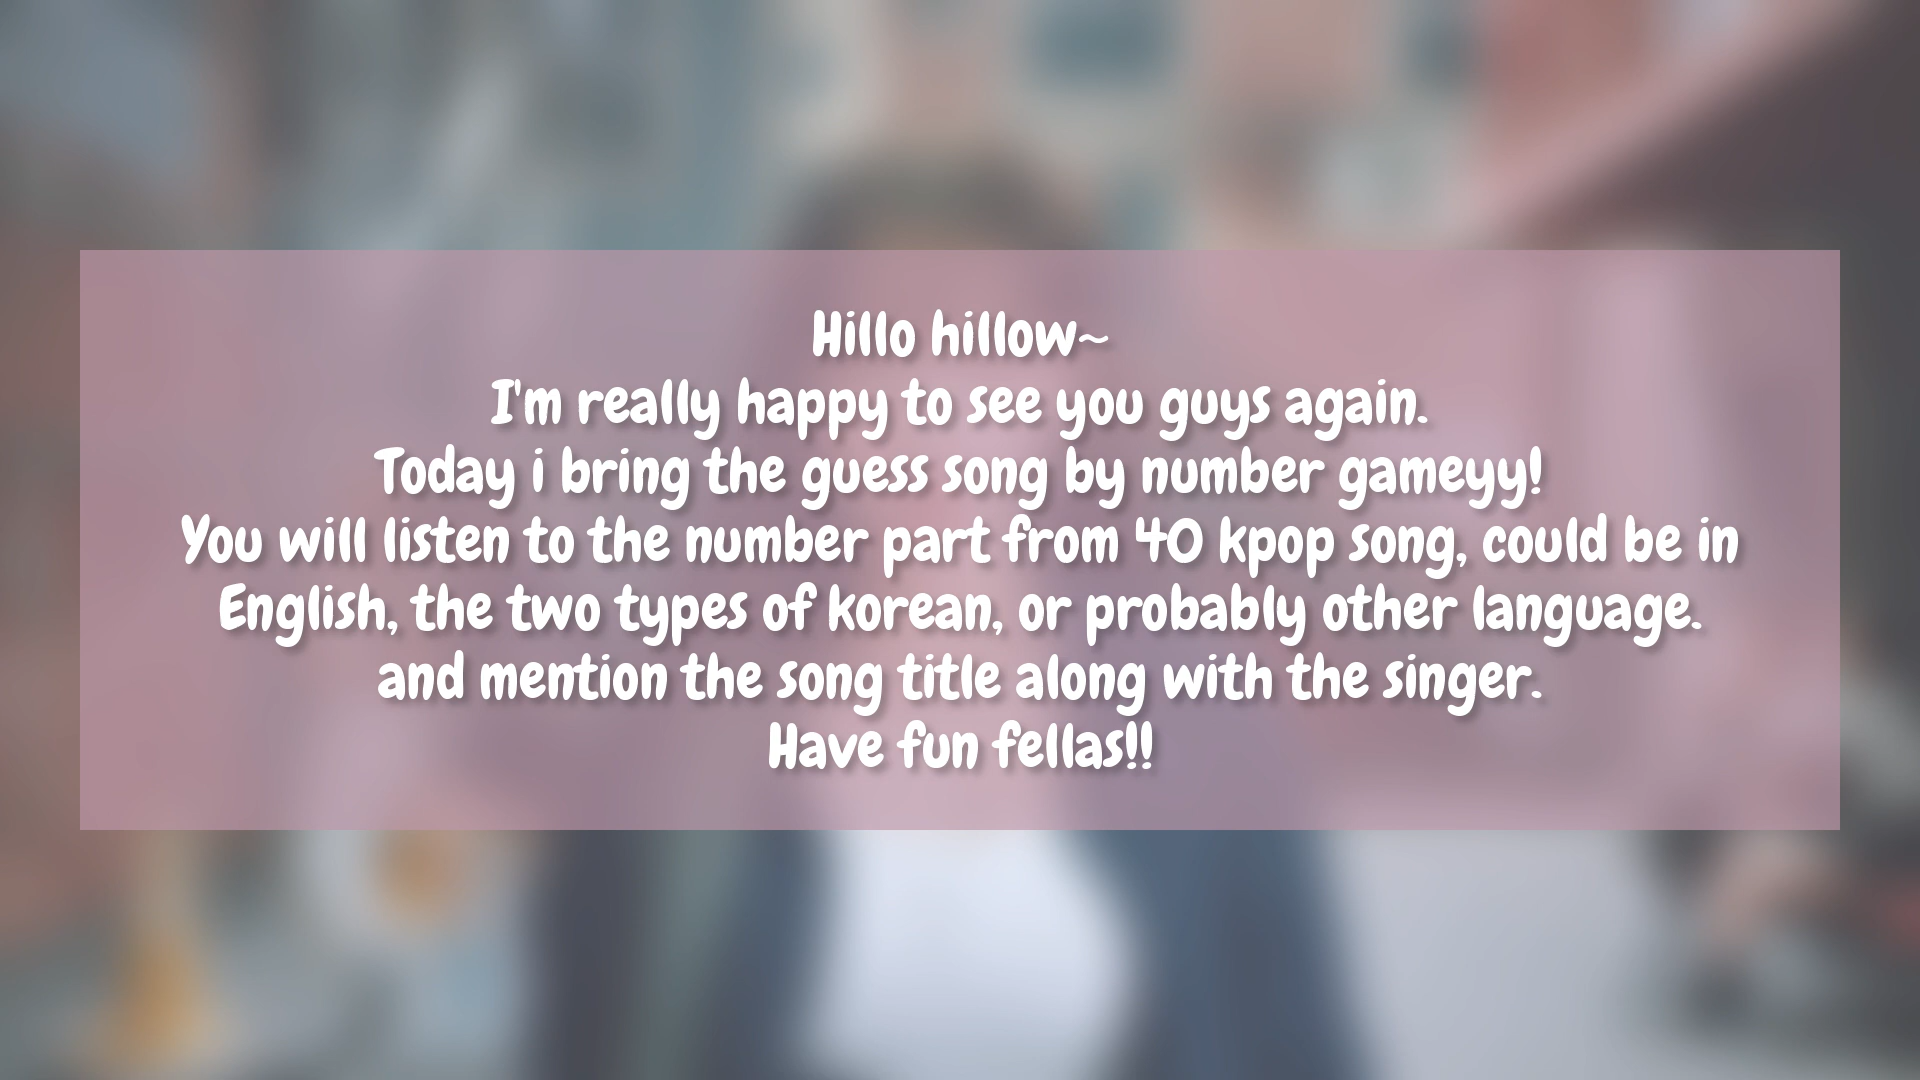 Hillo hillow~
I'm really happy to see you guys again.
Today i bring the guess song by number gameyy!
You will listen to the number part from 40 kpop song, could be in
English, the two types of korean, or probably other language.
and mention the song title along with the singer.
Have fun fellas!!